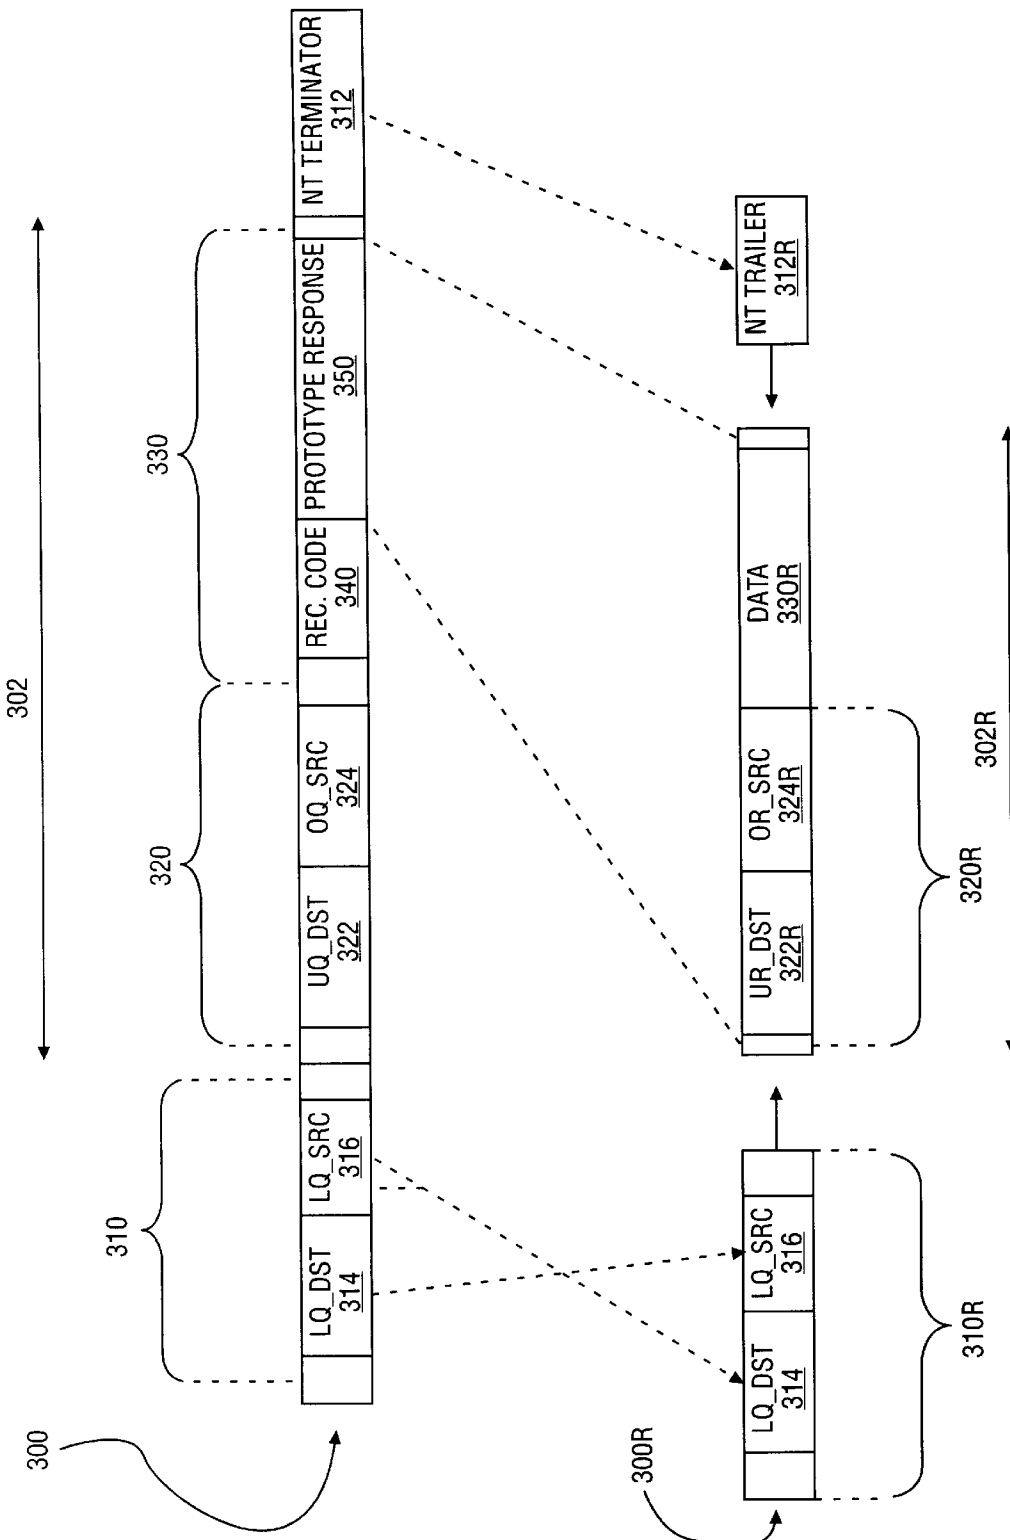 300
302
310
320
330
LQ_DST
314
LQ_SRC
316
UQ_DST
322
OQ_SRC
324
REC. CODE
340
PROTOTYPE RESPONSE
350
NT TERMINATOR
312
300R
LQ_DST
314
LQ_SRC
316
UR_DST
322R
OR_SRC
324R
DATA
330R
NT TRAILER
312R
310R
320R
302R